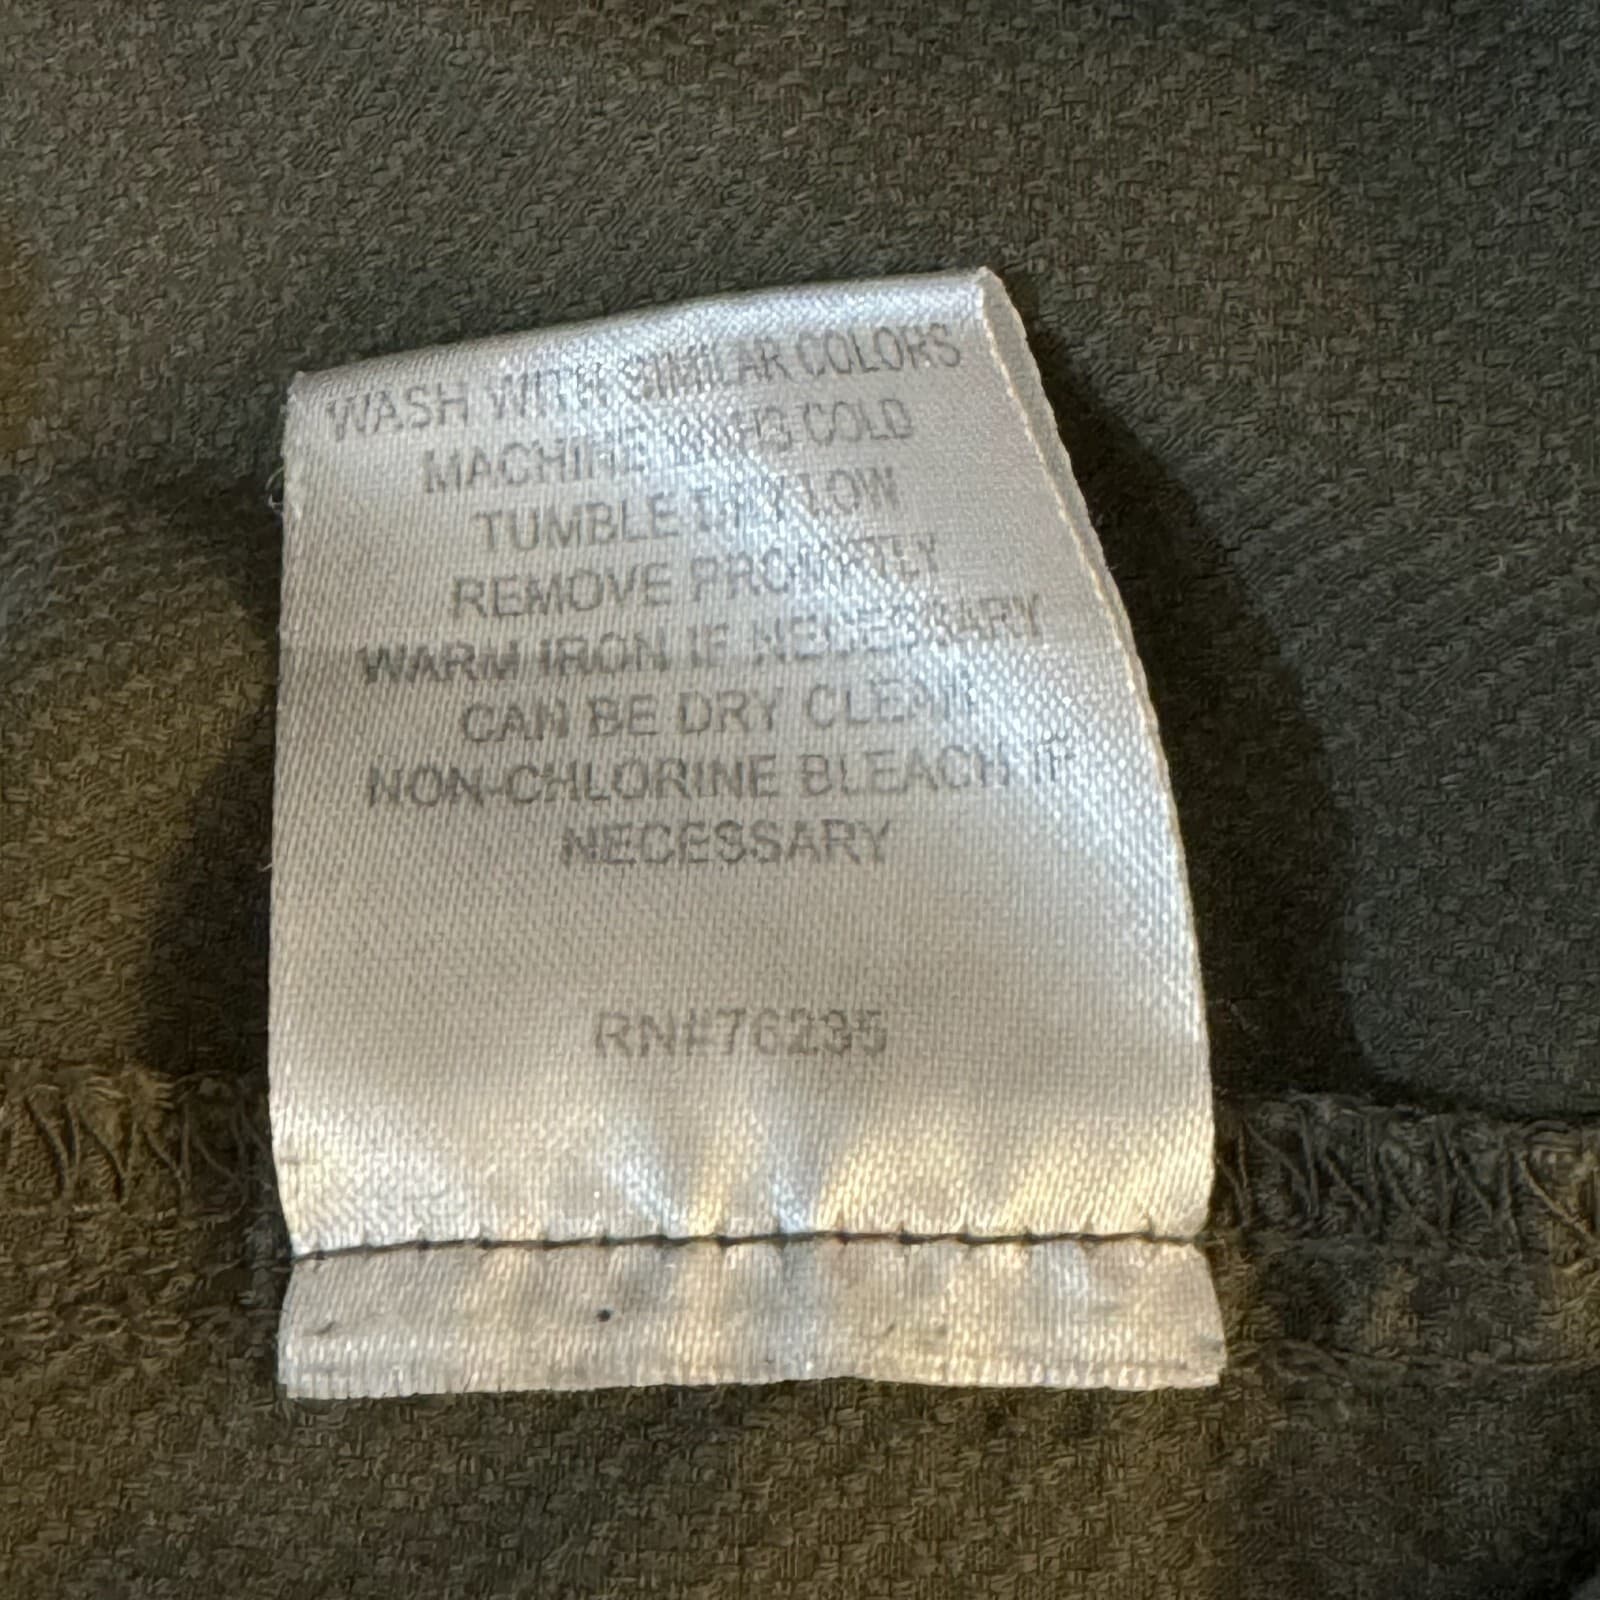 WASH WITH SIMILAR COLORS
MACHINE COLD
TUMBLE DRY LOW
REMOVE PROMPTLY
WARM IRON IF NECESSARY
CAN BE DRY CLEAN
NON-CHLORINE BLEACH IF
NECESSARY
RN#76235